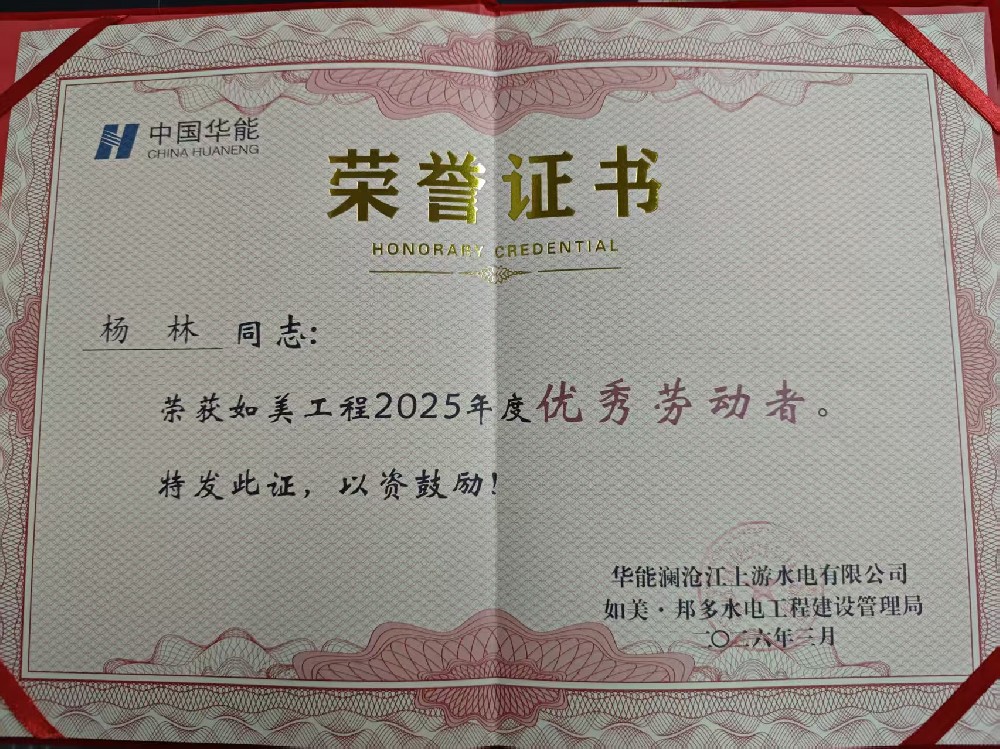 中国华能
CHINA HUANENG
荣誉证书
HONORARY CREDENTIAL
杨 林 同志：
荣获如美工程2025年度优秀劳动者。
特发此证，以资鼓励！
华能澜沧江上游水电有限公司
如美·邦多水电工程建设管理局
二〇二六年三月